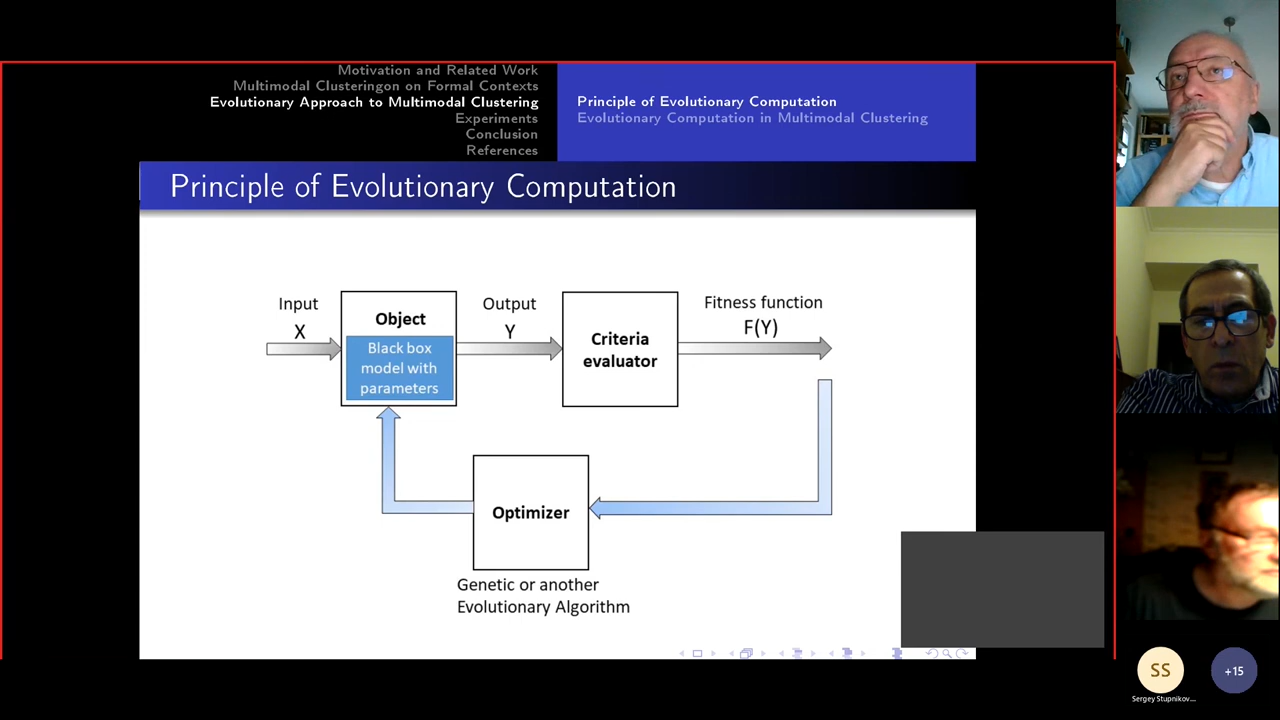 Motivation and Related Work
Multimodal Clusteringon on Formal Contexts
Evolutionary Approach to Multimodal Clustering
Experiments
Conclusion
References
Principle of Evolutionary Computation
Evolutionary Computation in Multimodal Clustering
Principle of Evolutionary Computation
Input
X
Object
Black box
model with
parameters
Output
Y
Criteria
evaluator
Fitness function
F(Y)
Optimizer
Genetic or another
Evolutionary Algorithm
SS
Sergey Stupnikov...
+15